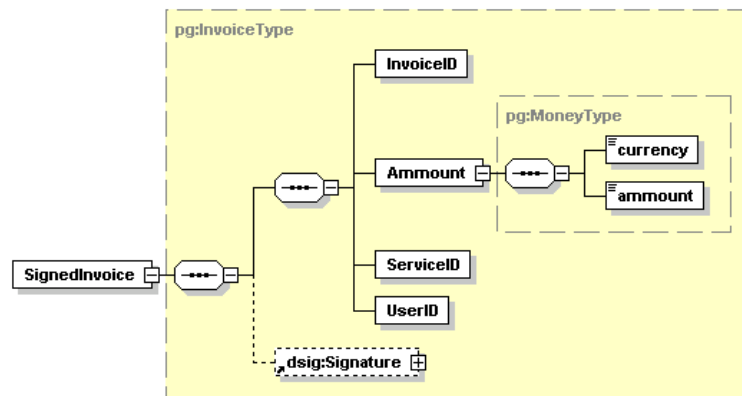 pg:InvoiceType
InvoiceID
pg:MoneyType
currency
Ammount
ammount
ServiceID
SignedInvoice
UserID
dsig:Signature